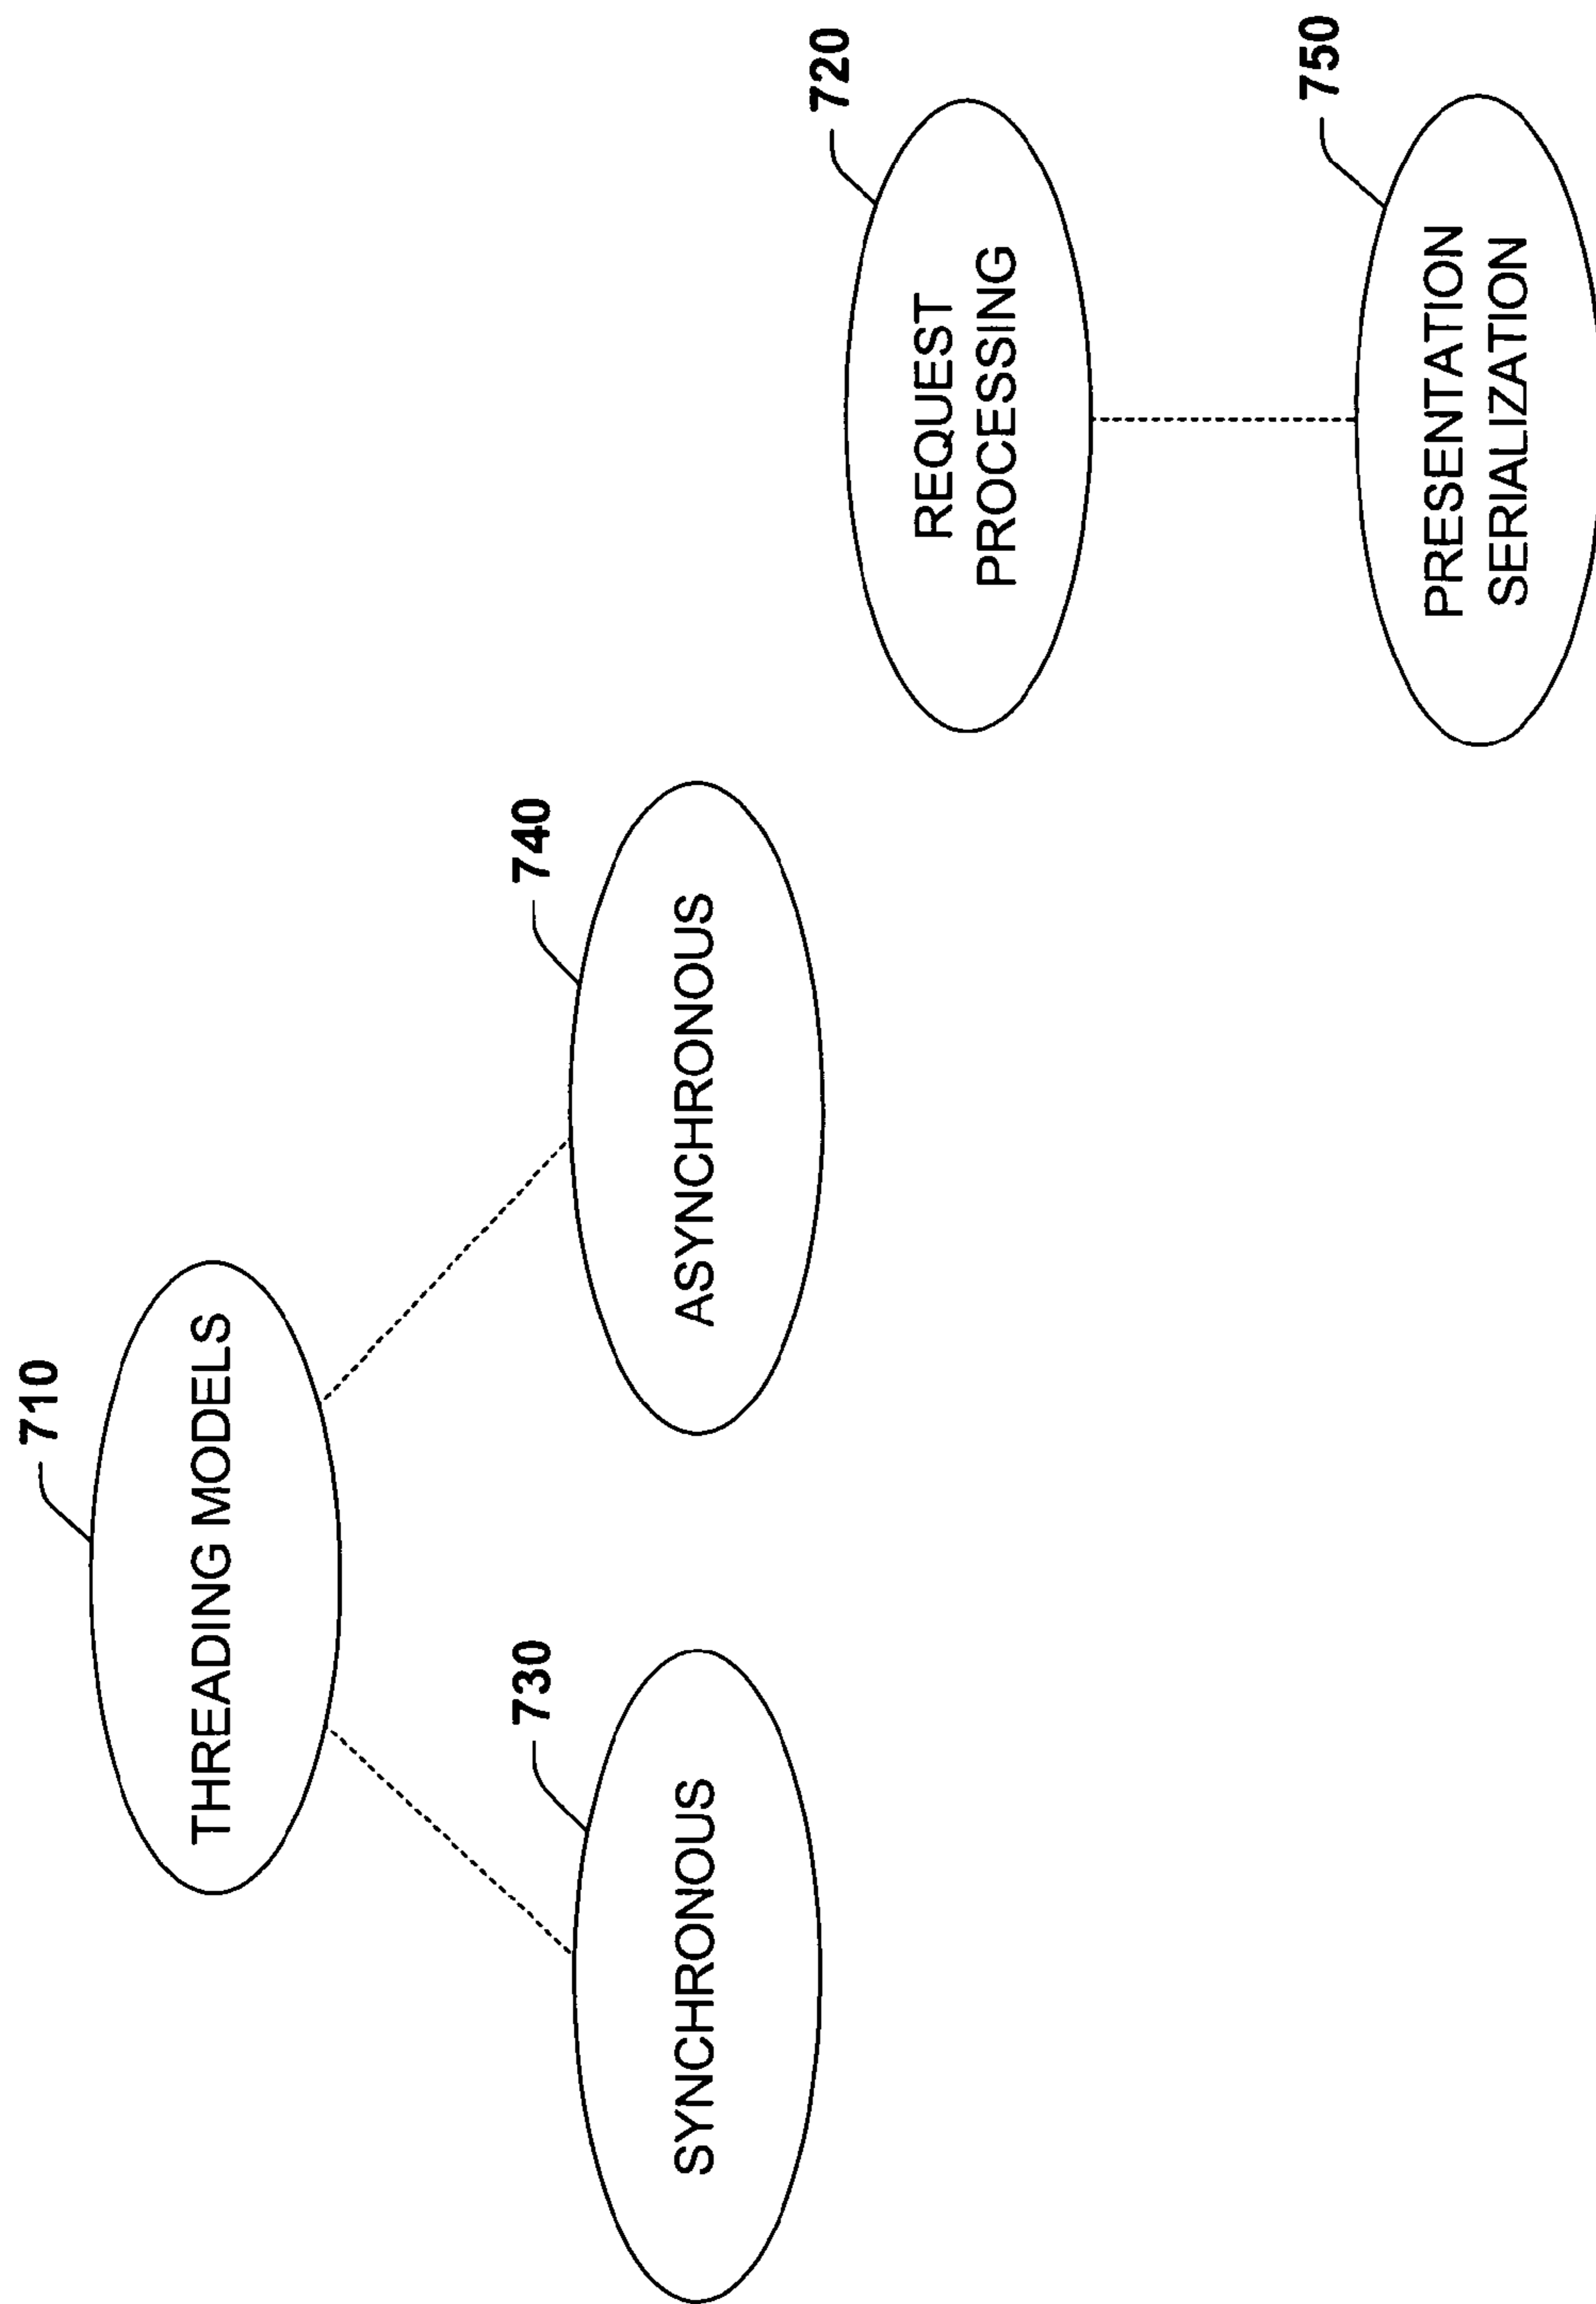 710
THREADING MODELS
730
SYNCHRONOUS
740
ASYNCHRONOUS
720
REQUEST
PROCESSING
750
PRESENTATION
SERIALIZATION